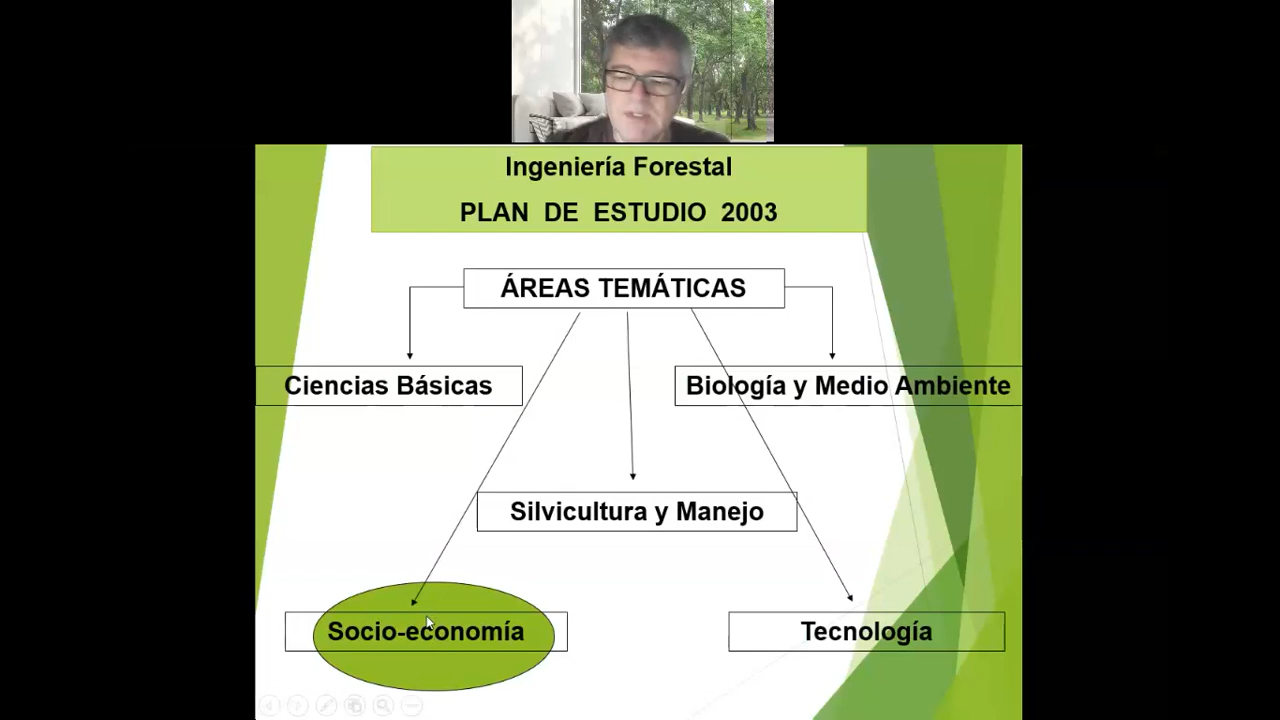 Ingeniería Forestal
PLAN DE ESTUDIO 2003
ÁREAS TEMÁTICAS
Ciencias Básicas
Biología y Medio Ambiente
Silvicultura y Manejo
Socio-economía
Tecnología